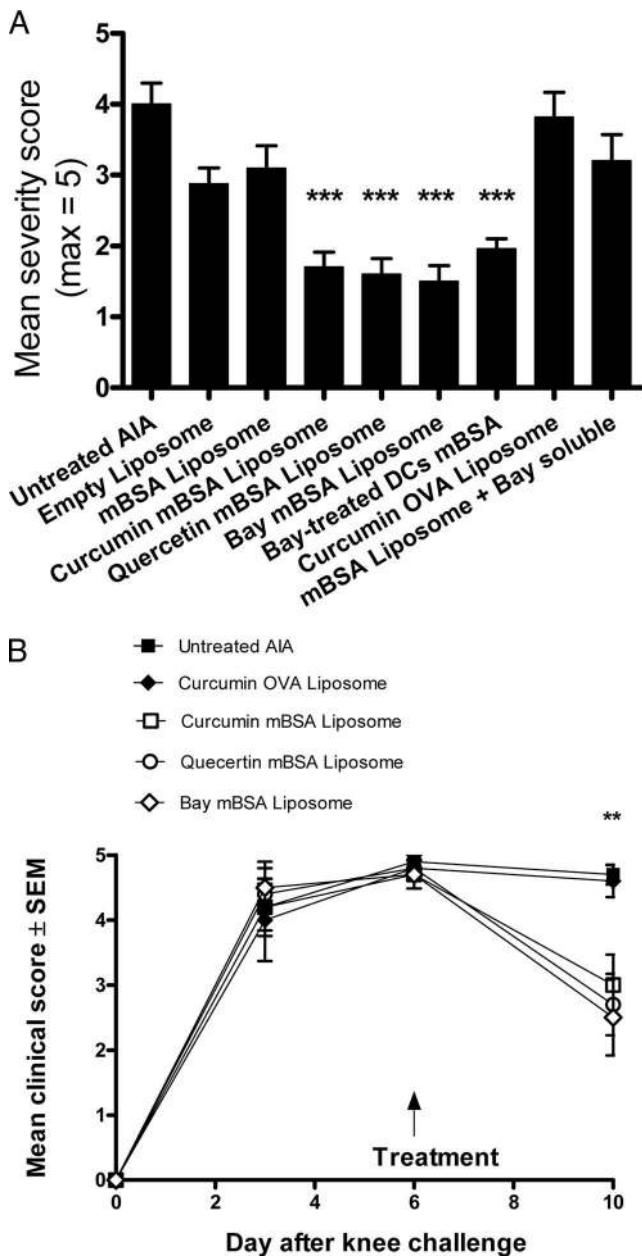 A
Mean severity score
(max = 5)
5
4
3
2
1
0
*** *** *** ***
Untreated AIA
Empty Liposome
mBSA Liposome
Curcumin mBSA Liposome
Quercetin mBSA Liposome
Bay mBSA Liposome
Bay-treated DCs mBSA
Curcumin OVA Liposome
mBSA Liposome + Bay soluble
B
Untreated AIA
Curcumin OVA Liposome
Curcumin mBSA Liposome
Quecertin mBSA Liposome
Bay mBSA Liposome
**
Mean clinical score ± SEM
5
4
3
2
1
0
Treatment
0 2 4 6 8 10
Day after knee challenge